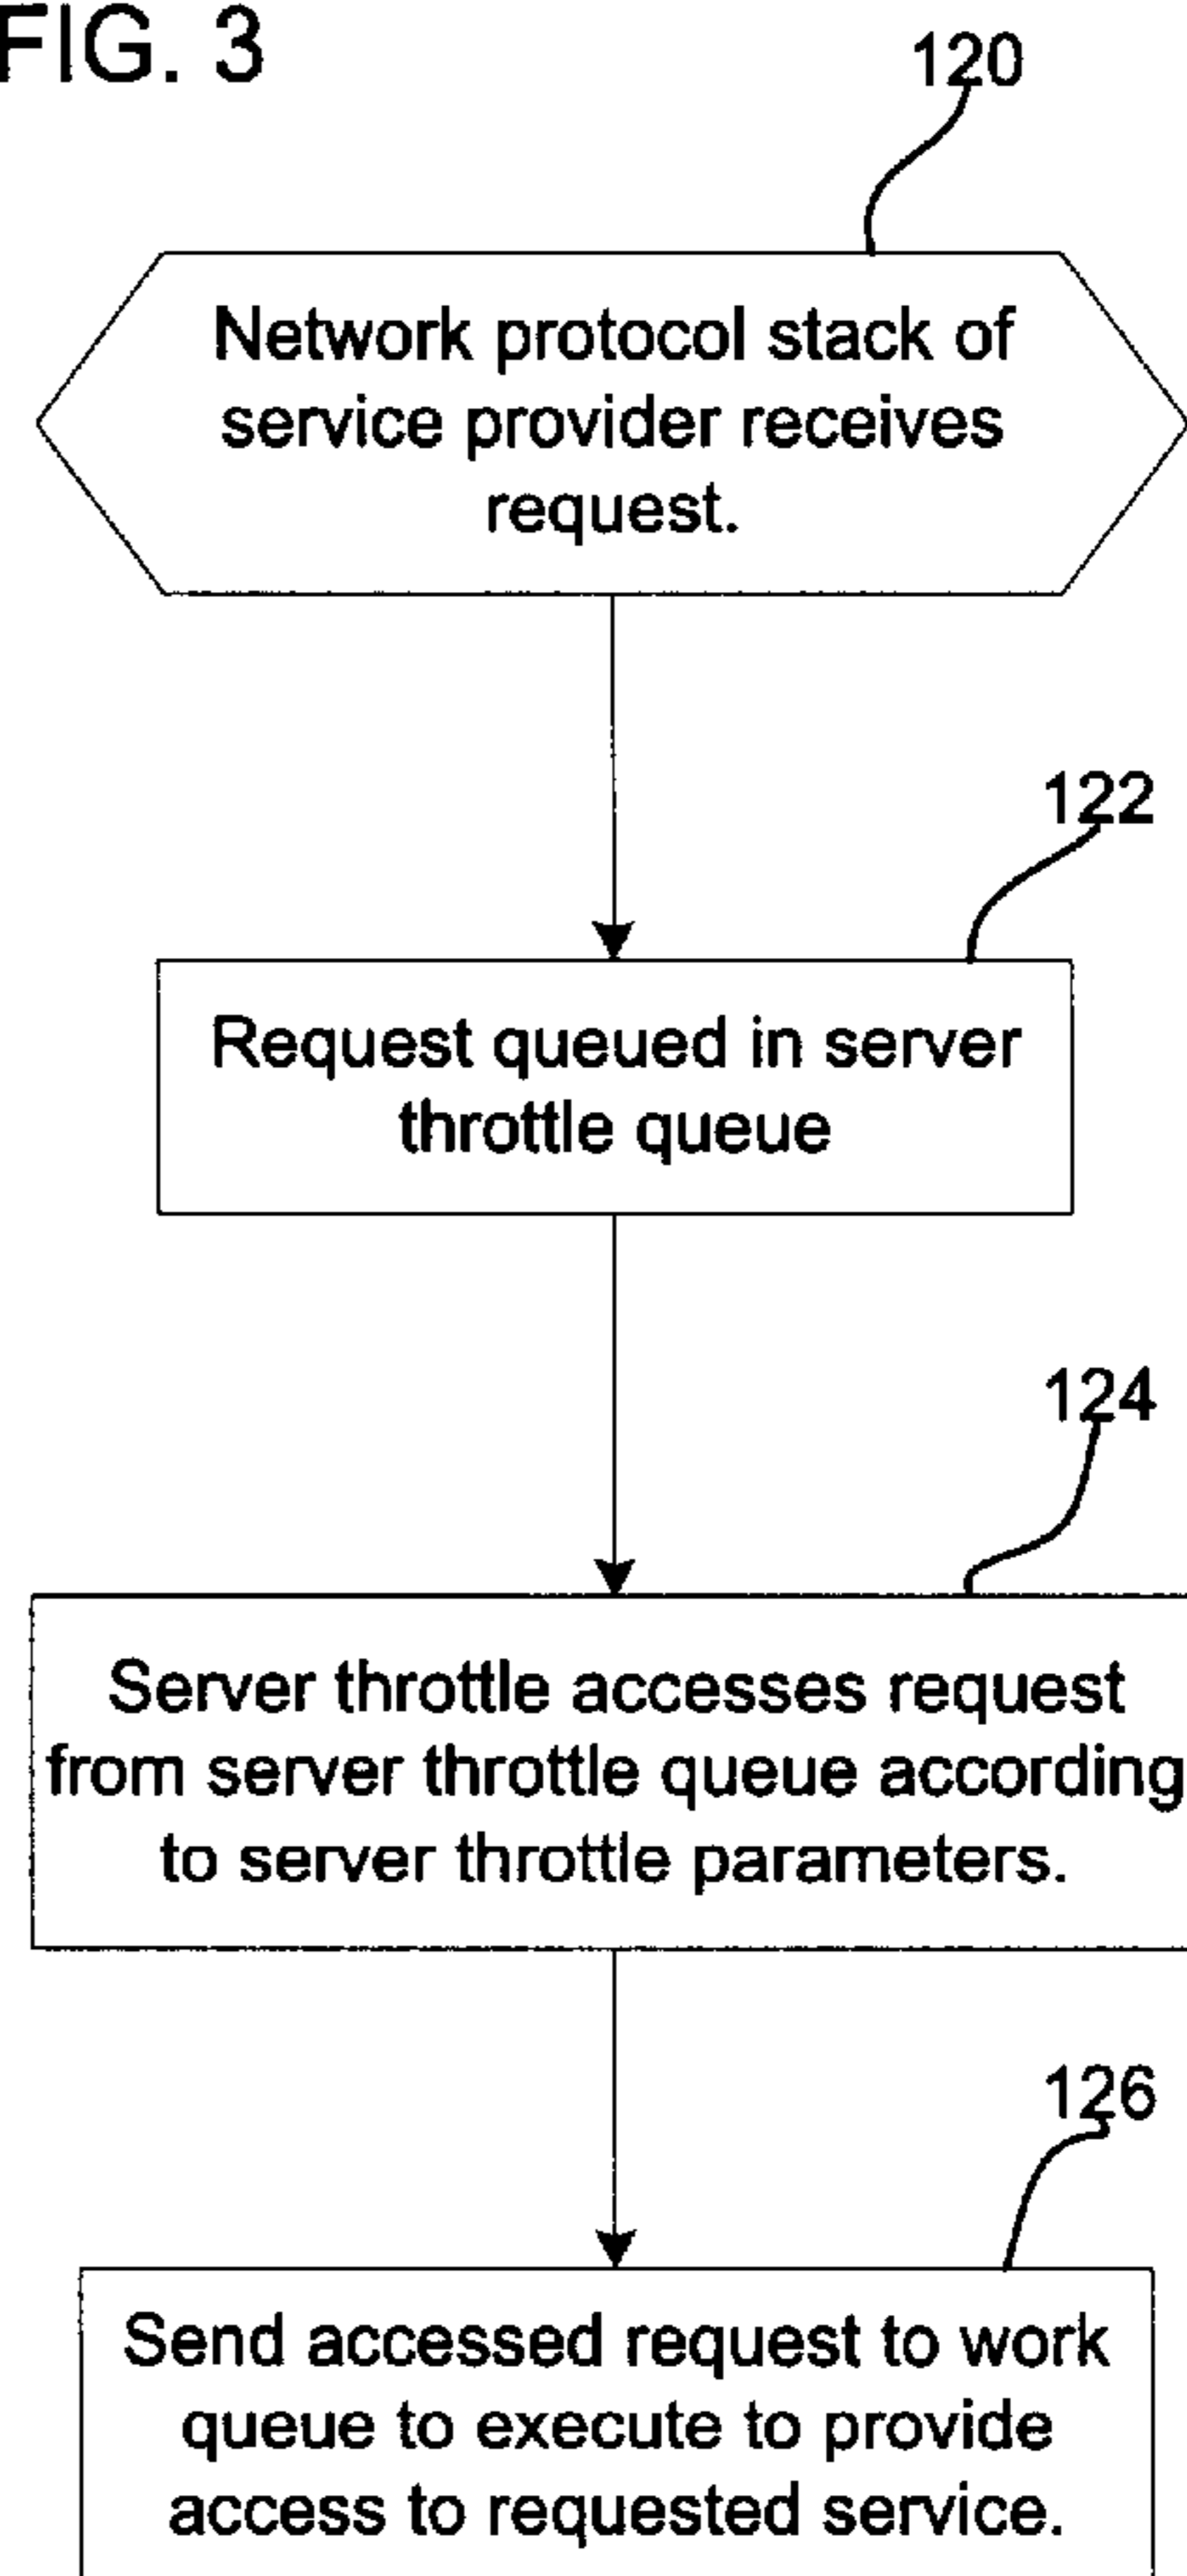 FIG. 3
120
Network protocol stack of
service provider receives
request.
122
Request queued in server
throttle queue
124
Server throttle accesses request
from server throttle queue according
to server throttle parameters.
126
Send accessed request to work
queue to execute to provide
access to requested service.